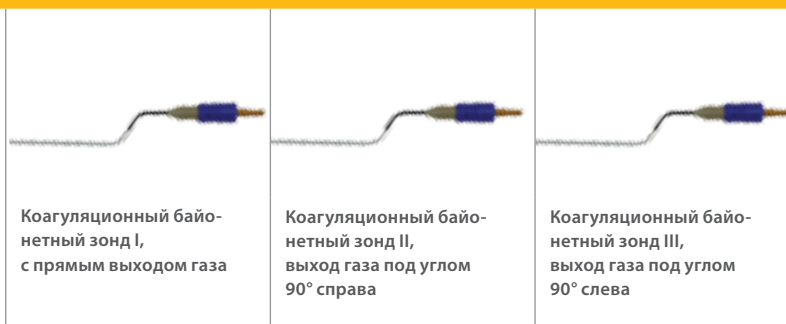 Коагуляционный байо-
нетный зонд I,
с прямым выходом газа
Коагуляционный байо-
нетный зонд II,
выход газа под углом
90° справа
Коагуляционный байо-
нетный зонд III,
выход газа под углом
90° слева